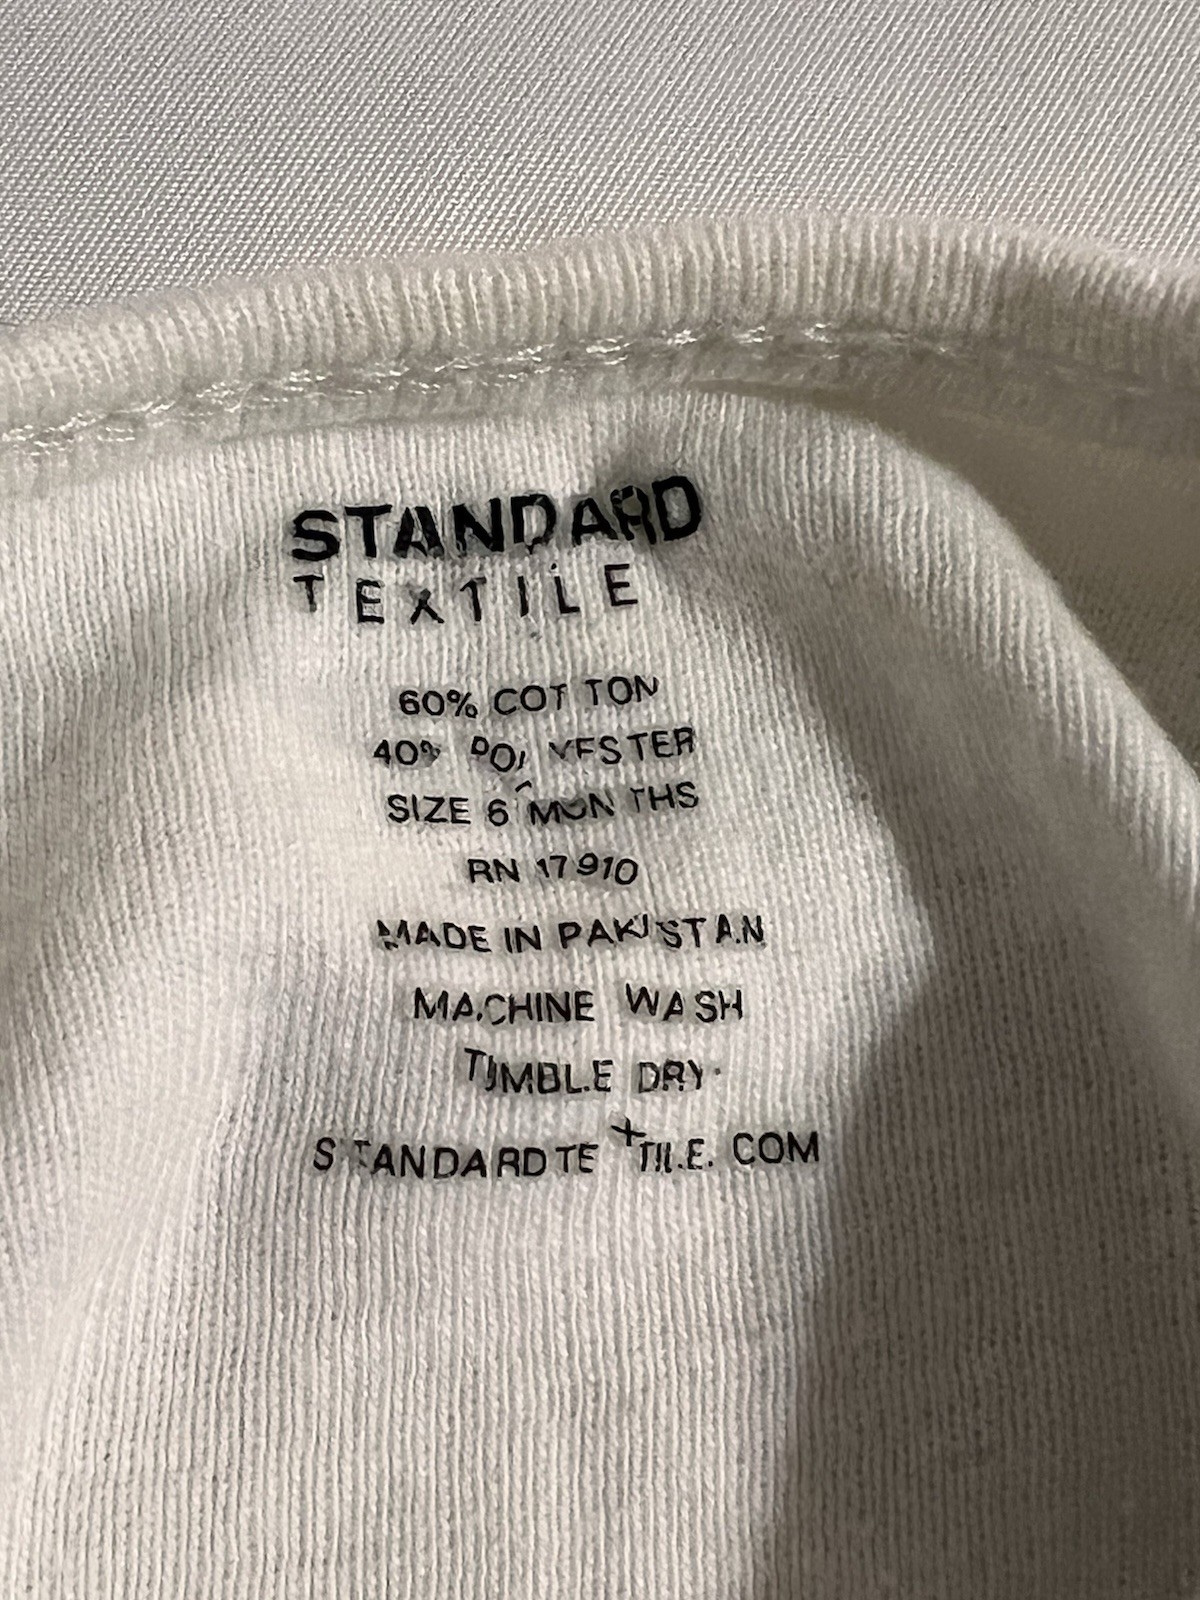 STANDARD
TEXTILE
60% COTTON
40% POLYESTER
SIZE 6 MONTHS
RN 17910
MADE IN PAKISTAN
MACHINE WASH
TUMBLE DRY
STANDARDTEXTILE.COM